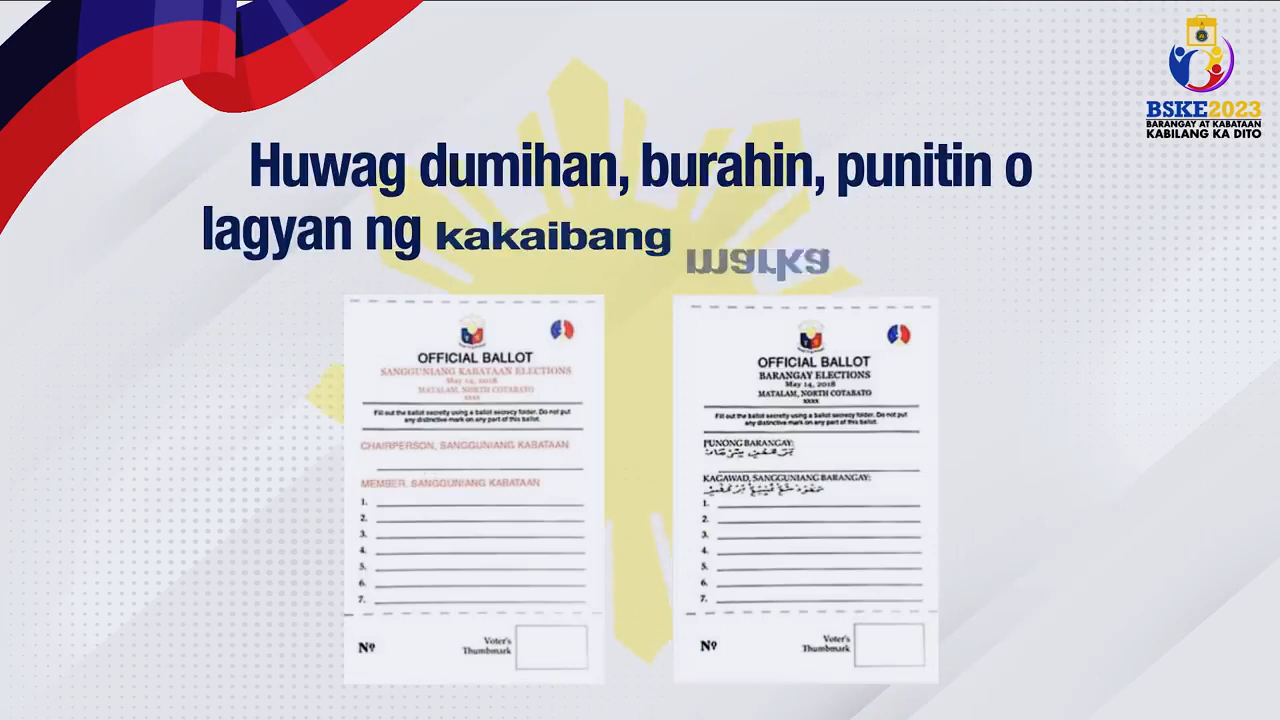 BSKE2023
BARANGAY AT KABATAAN
KABILANG KA DITO
Huwag dumihan, burahin, punitin o
lagyan ng kakaibang marka
OFFICIAL BALLOT
SANGGUNIANG KABATAAN ELECTIONS
May 14, 2018
MATALAM, NORTH COTABATO
xxxx
Fill out the ballot secretly using a ballot secrecy folder. Do not put
any distinctive mark on any part of this ballot.
CHAIRPERSON, SANGGUNIANG KABATAAN
MEMBER, SANGGUNIANG KABATAAN
1.
2.
3.
4.
5.
6.
7.
Nº
Voter's
Thumbmark
OFFICIAL BALLOT
BARANGAY ELECTIONS
May 14, 2018
MATALAM, NORTH COTABATO
xxxx
Fill out the ballot secretly using a ballot secrecy folder. Do not put
any distinctive mark on any part of this ballot.
PUNONG BARANGAY:
KAGAWAD, SANGGUNIANG BARANGAY:
1.
2.
3.
4.
5.
6.
7.
Nº
Voter's
Thumbmark